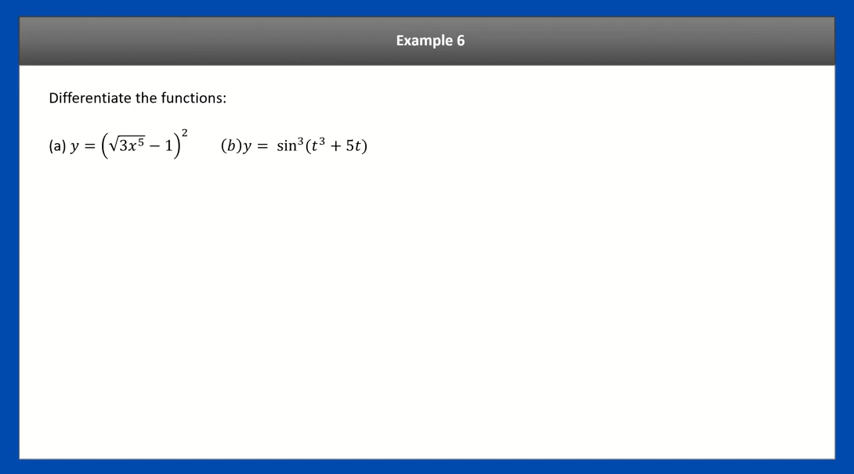 Example 6
Differentiate the functions:
(a) y = (√3x⁵ − 1)² (b)y = sin³(t³ + 5t)